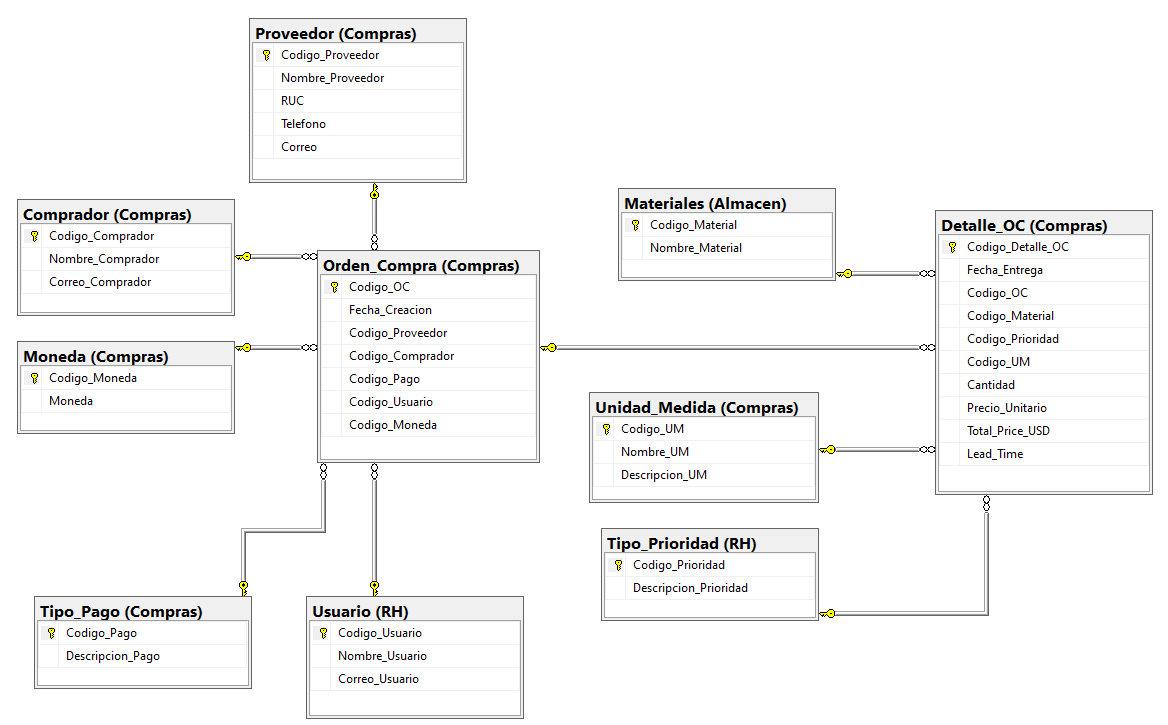 Proveedor (Compras)
Codigo_Proveedor
Nombre_Proveedor
RUC
Telefono
Correo
Comprador (Compras)
Codigo_Comprador
Nombre_Comprador
Correo_Comprador
Moneda (Compras)
Codigo_Moneda
Moneda
Orden_Compra (Compras)
Codigo_OC
Fecha_Creacion
Codigo_Proveedor
Codigo_Comprador
Codigo_Pago
Codigo_Usuario
Codigo_Moneda
Materiales (Almacen)
Codigo_Material
Nombre_Material
Detalle_OC (Compras)
Codigo_Detalle_OC
Fecha_Entrega
Codigo_OC
Codigo_Material
Codigo_Prioridad
Codigo_UM
Cantidad
Precio_Unitario
Total_Price_USD
Lead_Time
Unidad_Medida (Compras)
Codigo_UM
Nombre_UM
Descripcion_UM
Tipo_Prioridad (RH)
Codigo_Prioridad
Descripcion_Prioridad
Tipo_Pago (Compras)
Codigo_Pago
Descripcion_Pago
Usuario (RH)
Codigo_Usuario
Nombre_Usuario
Correo_Usuario